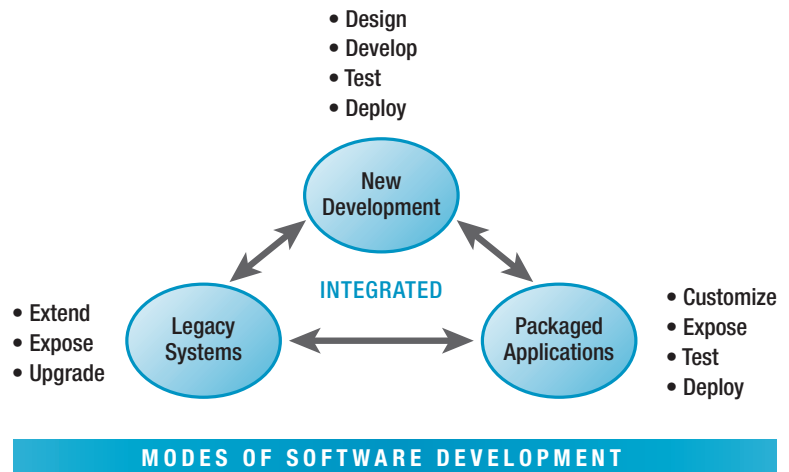 • Design
• Develop
• Test
• Deploy
New
Development
INTEGRATED
• Extend
• Expose
• Upgrade
Legacy
Systems
Packaged
Applications
• Customize
• Expose
• Test
• Deploy
MODES OF SOFTWARE DEVELOPMENT